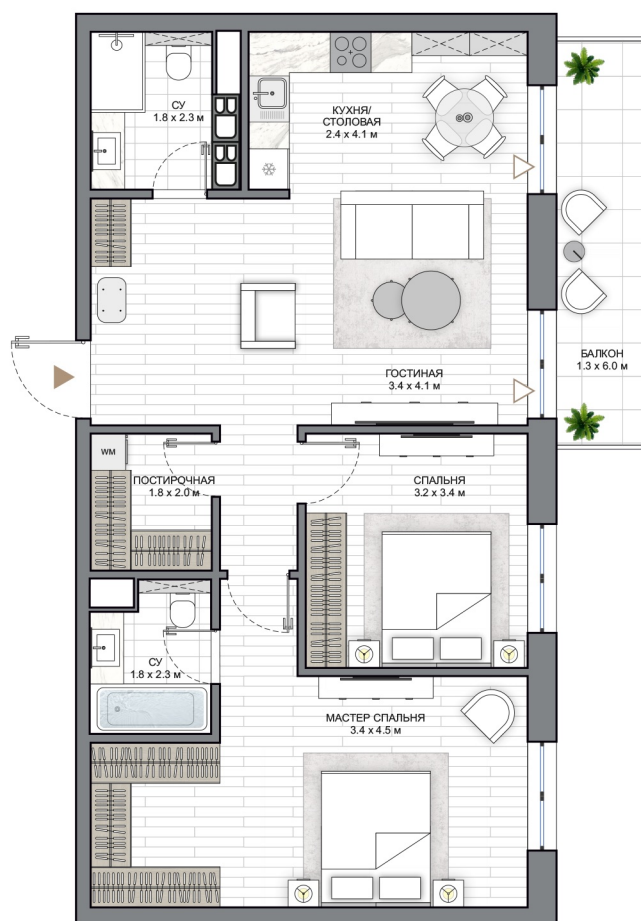 СУ
1.8 x 2.3 м
КУХНЯ/
СТОЛОВАЯ
2.4 x 4.1 м
БАЛКОН
1.3 x 6.0 м
ГОСТИНАЯ
3.4 x 4.1 м
WM
ПОСТИРОЧНАЯ
1.8 x 2.0 м
СПАЛЬНЯ
3.2 x 3.4 м
СУ
1.8 x 2.3 м
МАСТЕР СПАЛЬНЯ
3.4 x 4.5 м